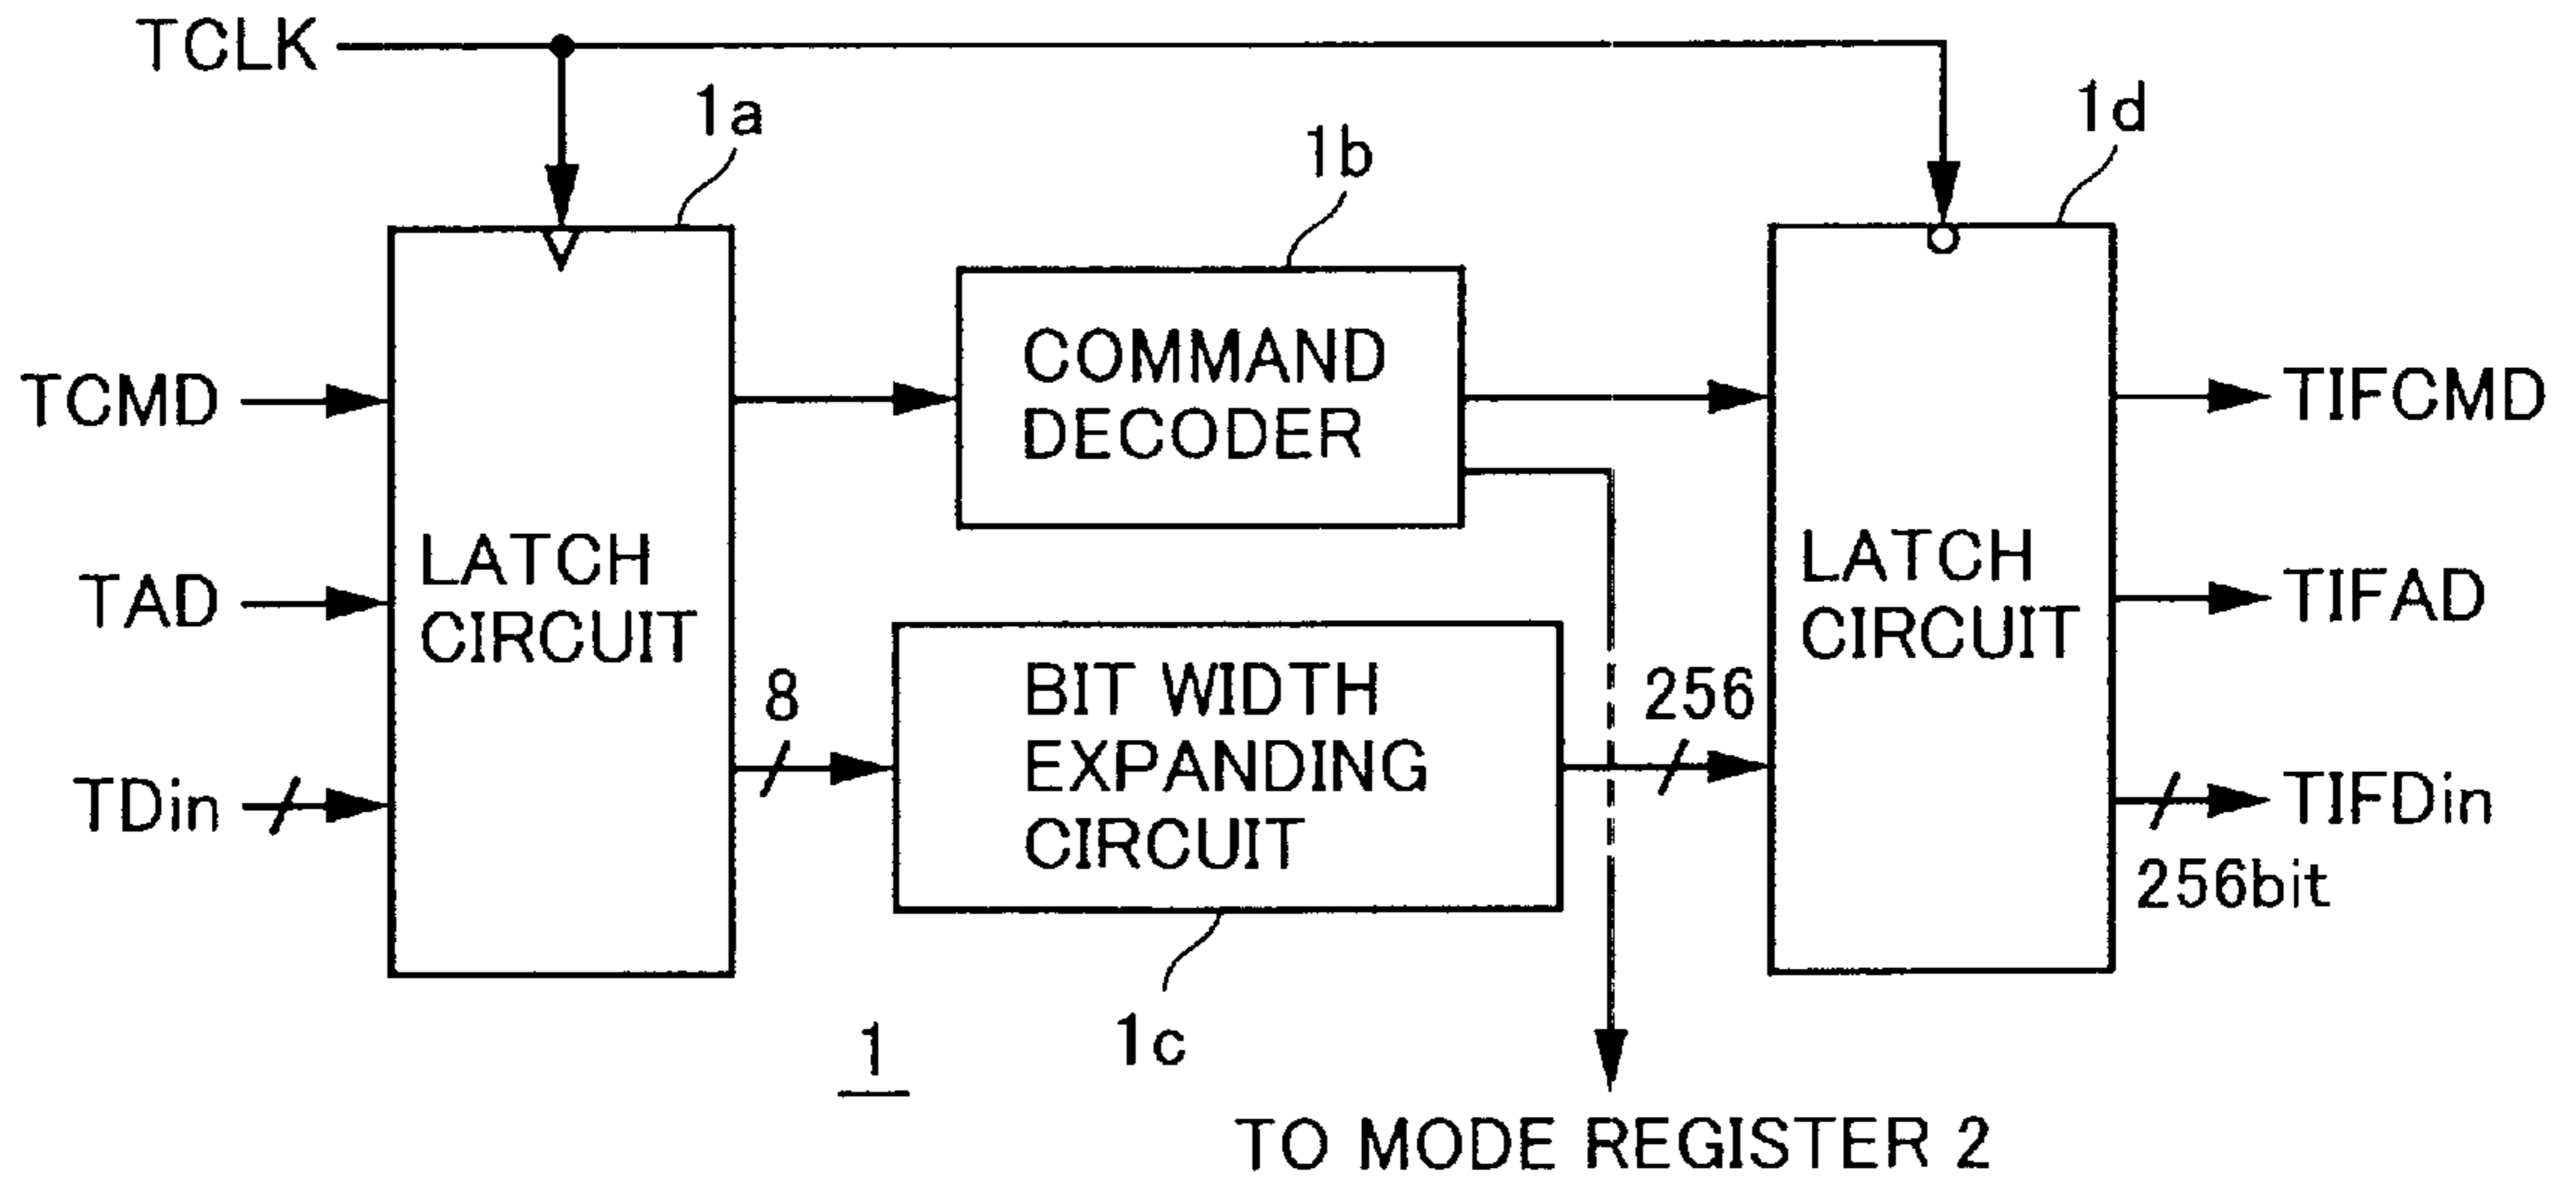 TCLK
1a
1b
1d
COMMAND
DECODER
TCMD
TIFCMD
LATCH
CIRCUIT
LATCH
CIRCUIT
TAD
TIFAD
8
BIT WIDTH
EXPANDING
CIRCUIT
256
TDin
TIFDin
256bit
1
1c
TO MODE REGISTER 2